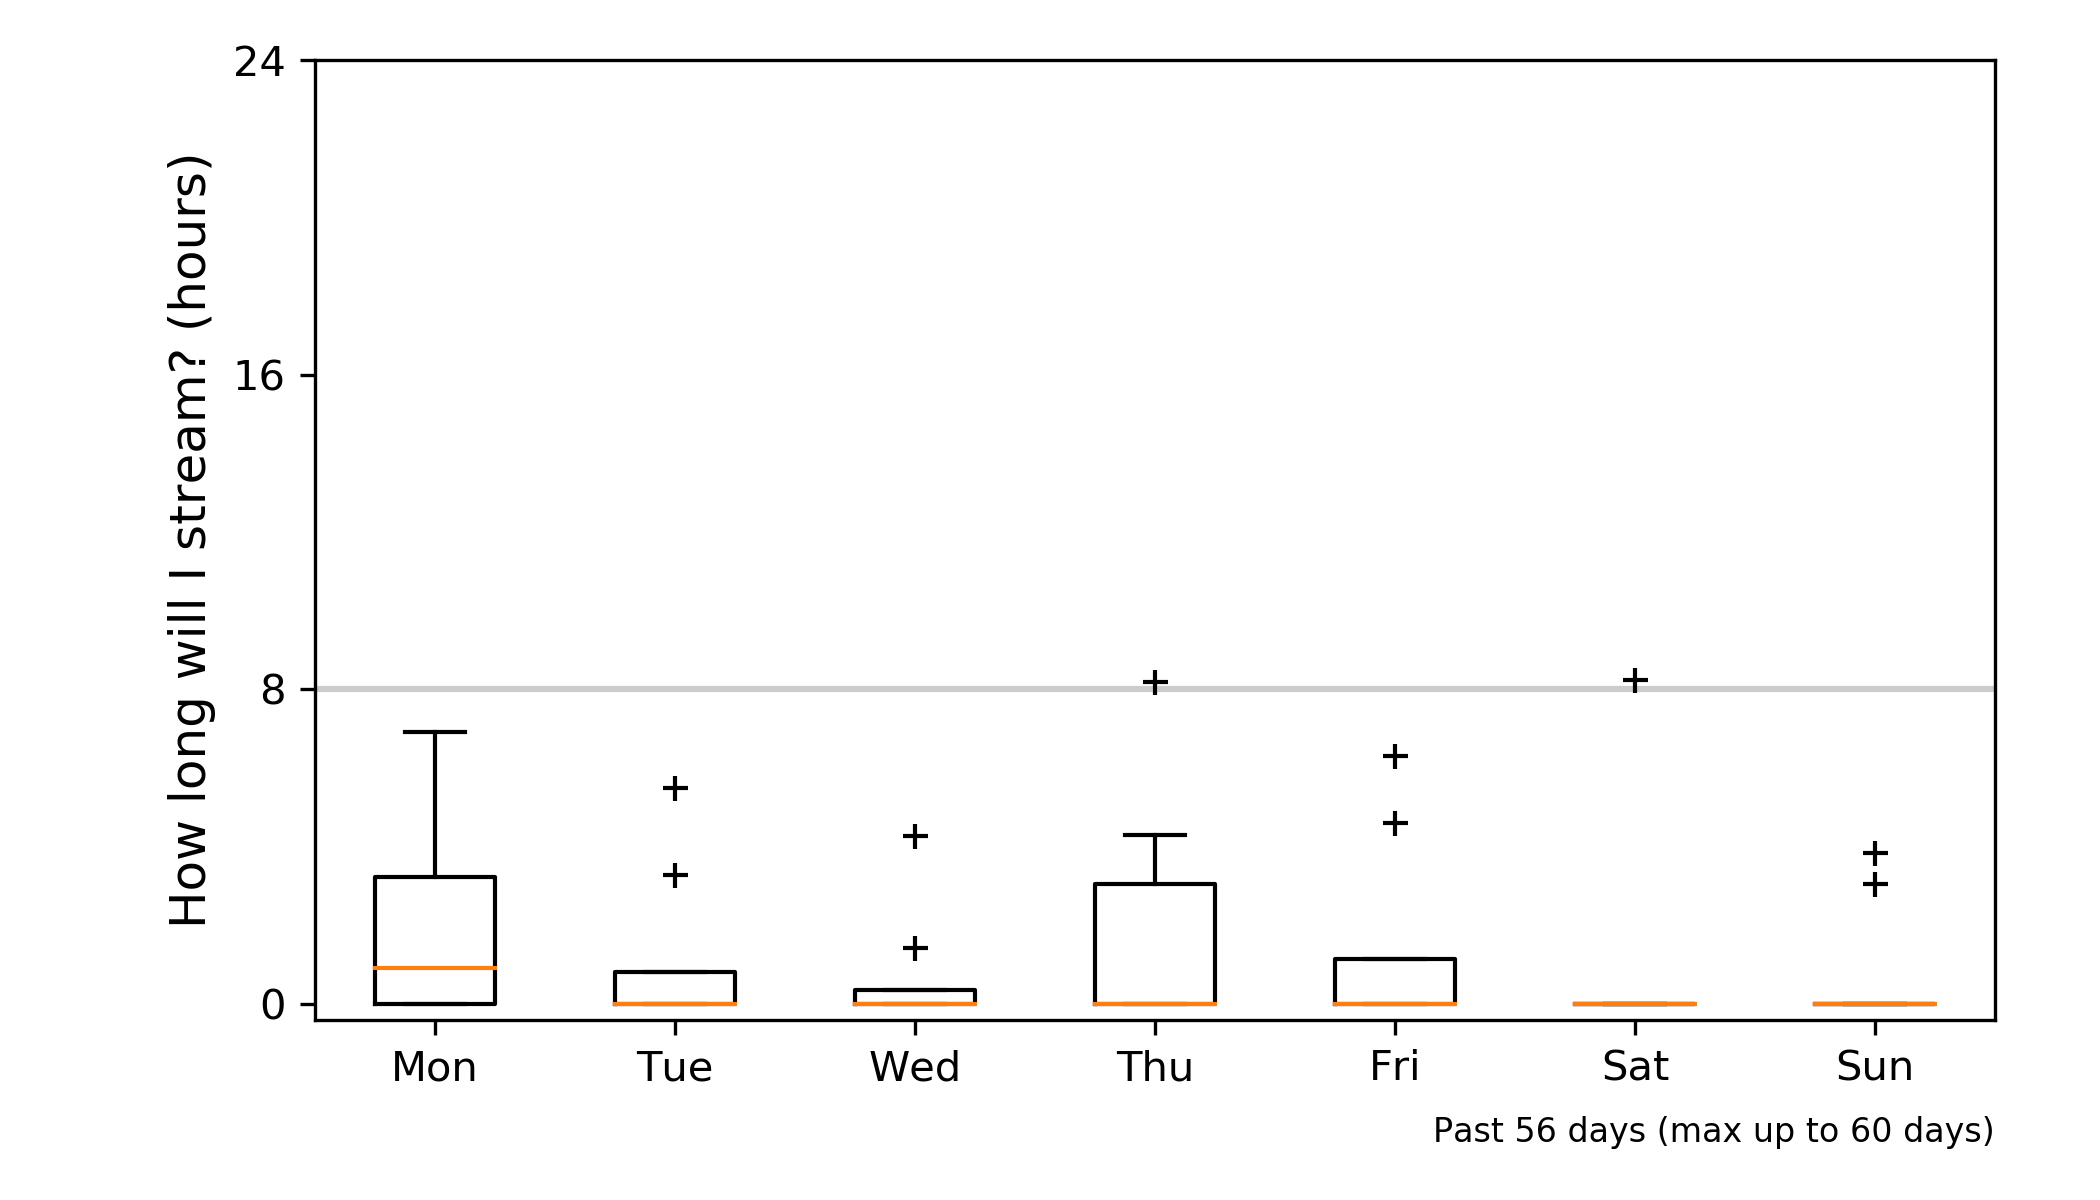 How long will I stream? (hours)
24
16
8
0
Mon Tue Wed Thu Fri Sat Sun
Past 56 days (max up to 60 days)